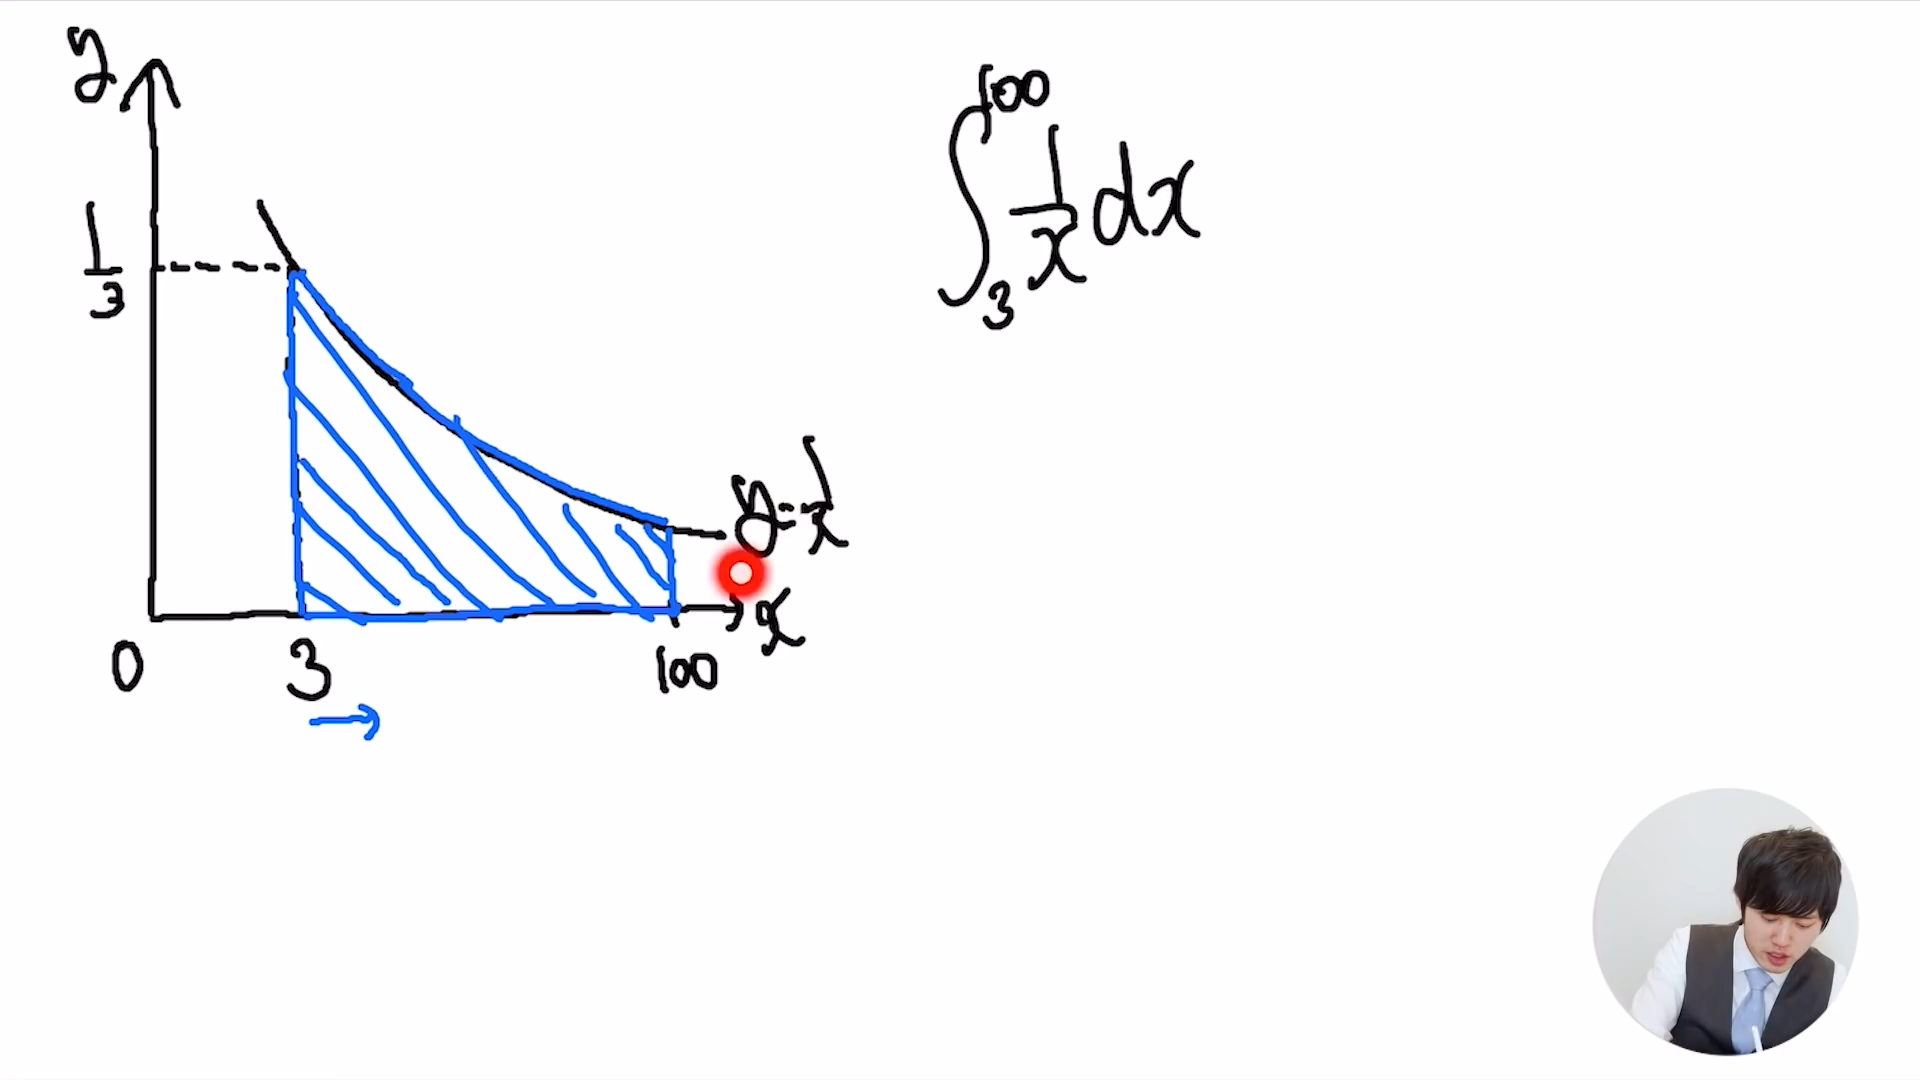 y
1/3
y=1/x
x
0 3 100
∫₃¹⁰⁰ 1/x dx